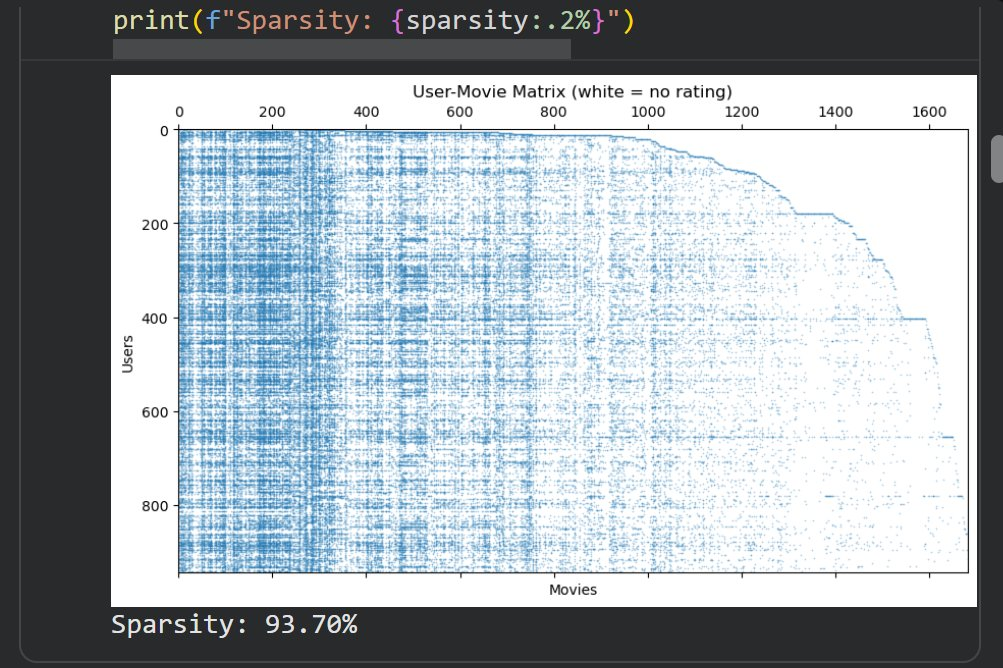 print(f"Sparsity: {sparsity:.2%}")
User-Movie Matrix (white = no rating)
0 200 400 600 800 1000 1200 1400 1600
0
200
400
600
800
Users
Movies
Sparsity: 93.70%